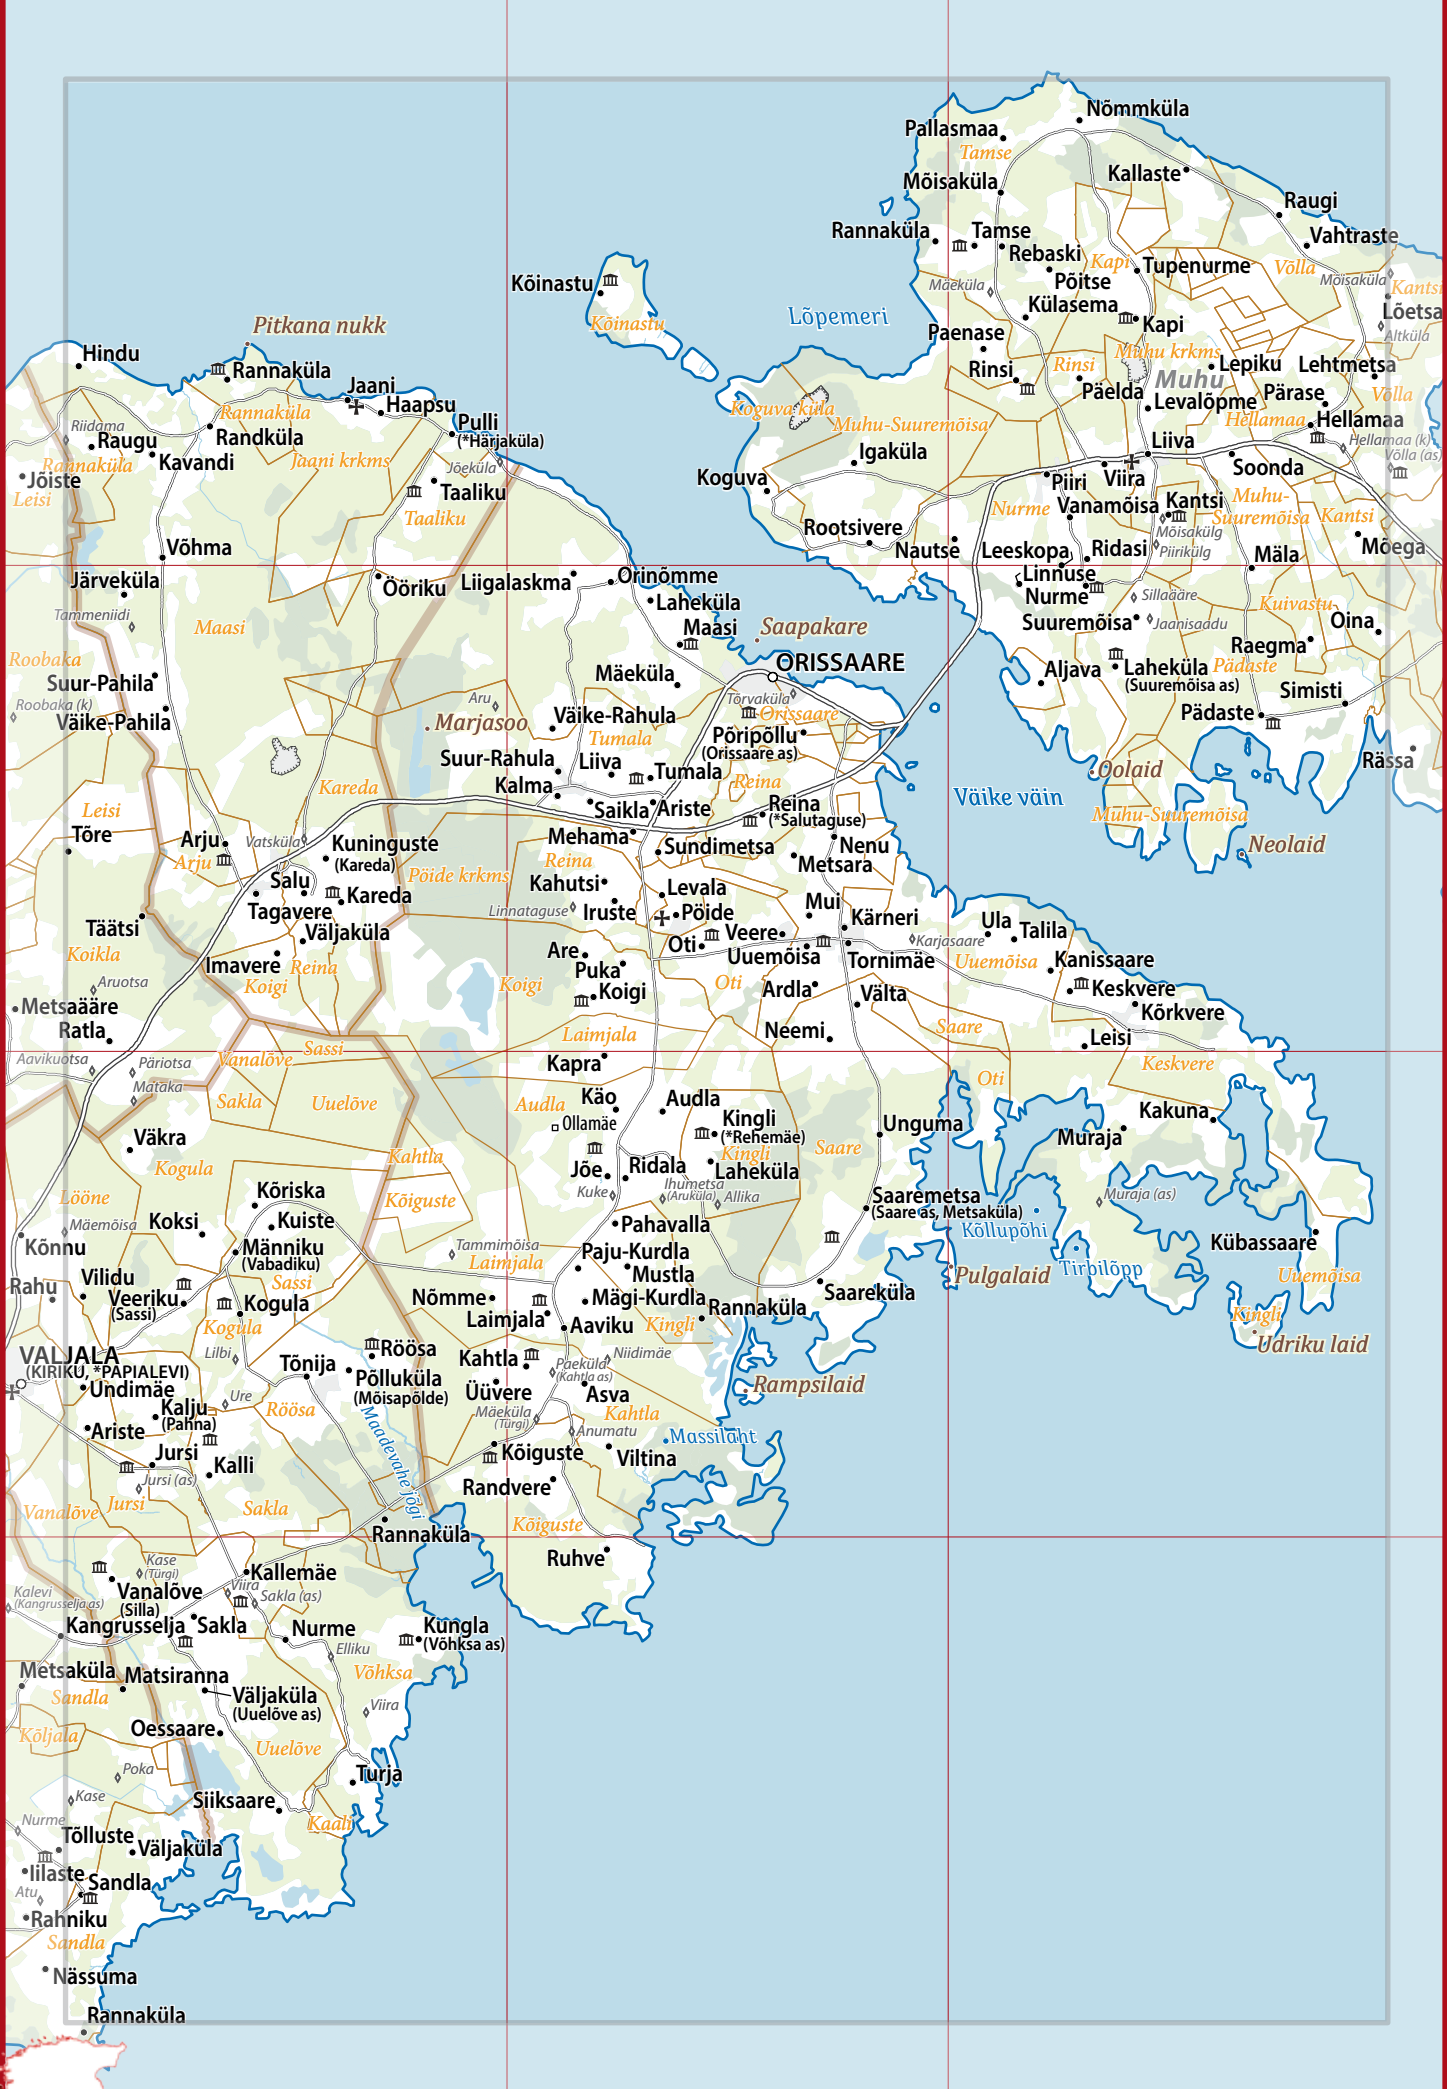 Nõmmküla
Pallasmaa
Tamse
Kallaste
Mõisaküla
Raugi
Rannaküla
Tamse
Vahtraste
Rebaski
Kapi
Tupenurme
Võlla
Mõisaküla
Põitse
Kõinastu
Mäeküla
Kantsi
Külasema
Lõetsa
Lõpemeri
Kapi
Kõinastu
Pitkana nukk
Paenase
Altküla
Muhu krkms
Hindu
Rinsi
Rinsi
Lepiku
Lehtmetsa
Rannaküla
Muhu
Jaani
Päelda
Pärase
Võlla
Haapsu
Levalõpme
Rannaküla
Koguva küla
Hellamaa
Hellamaa
Pulli
(*Härjaküla)
Muhu-Suuremõisa
Riidama
Raugu
Randküla
Liiva
Hellamaa (k)
Igaküla
Võlla (as)
Kavandi
Jaani krkms
Rannaküla
Jõeküla
Soonda
Jõiste
Koguva
Piiri
Viira
Leisi
Taaliku
Muhu-
Suuremõisa
Kantsi
Nurme
Vanamõisa
Kantsi
Taaliku
Rootsivere
Mõisakülg
Võhma
Nautse
Leeskopa
Ridasi
Piirikülg
Mäla
Mõega
Järveküla
Linnuse
Ööriku
Liigalaskma
Orinõmme
Nurme
Sillaääre
Laheküla
Kuivastu
Tammeniidi
Maasi
Maasi
Saapakare
Suuremõisa
Jaanisaadu
Oina
Raegma
Roobaka
ORISSAARE
Aljava
Laheküla
(Suuremõisa as)
Pädaste
Suur-Pahila
Mäeküla
Simisti
Roobaka (k)
Aru
Tõrvaküla
Väike-Pahila
Marjasoo
Väike-Rahula
Orissaare
Pädaste
Tumala
Põripõllu
(Orissaare as)
Suur-Rahula
Liiva
Rässa
Tumala
Oolaid
Kareda
Kalma
Reina
Väike väin
Leisi
Saikla
Ariste
Reina
(*Salutaguse)
Muhu-Suuremõisa
Tõre
Arju
Vatsküla
Kuninguste
(Kareda)
Mehama
Sundimetsa
Nenu
Neolaid
Arju
Reina
Metsara
Salu
Pöide krkms
Kahutsi
Levala
Kareda
Tagavere
Linnataguse
Iruste
Pöide
Mui
Täätsi
Väljaküla
Kärneri
Ula
Talila
Oti
Veere
Karjasaare
Koikla
Are
Uuemõisa
Tornimäe
Uuemõisa
Kanissaare
Imavere
Reina
Puka
Aruotsa
Koigi
Koigi
Koigi
Oti
Ardla
Välta
Keskvere
Metsaääre
Kõrkvere
Ratla
Laimjala
Neemi
Saare
Leisi
Aavikuotsa
Päriotsa
Vanalõve
Sassi
Kapra
Keskvere
Mataka
Oti
Sakla
Uuelõve
Audla
Käo
Audla
Kakuna
Ollamäe
Kingli
(*Rehemäe)
Unguma
Väkra
Kogula
Kahtla
Kingli
Saare
Muraja
Jõe
Ridala
Laheküla
Lööne
Kõriska
Kõiguste
Kuke
Ihumetsa
(Aruküla)
Allika
Saaremetsa
(Saare as, Metsaküla)
Muraja (as)
Mäemõisa
Koksi
Kuiste
Pahavalla
Kõllupõhi
Kõnnu
Männiku
(Vabadiku)
Tammimõisa
Paju-Kurdla
Kübassaare
Laimjala
Rahu
Vilidu
Sassi
Mustla
Pulgalaid
Tirbilõpp
Uuemõisa
Veeriku
(Sassi)
Kogula
Nõmme
Mägi-Kurdla
Rannaküla
Saareküla
Kogula
Laimjala
Aaviku
Kingli
Kingli
VALJALA
(KIRIKU, *PAPIALEVI)
Lilbi
Röösa
Kahtla
Niidimäe
Udriku laid
Tõnija
Paeküla
(Kahtla as)
Undimäe
Põlluküla
(Mõisapõlde)
Üüvere
Asva
Rampsilaid
Ure
Kalju
(Pahna)
Röösa
Mäeküla
(Türgi)
Kahtla
Ariste
Maadevahe jõgi
Anumatu
Massilaht
Jursi
Kõiguste
Viltina
Kalli
Jursi (as)
Randvere
Jursi
Vanalõve
Sakla
Kõiguste
Rannaküla
Ruhve
Kase
(Türgi)
Kallemäe
Kalevi
(Kangrusselja as)
Vanalõve
(Silla)
Viira
Sakla (as)
Kangrusselja
Sakla
Nurme
Kungla
(Võhksa as)
Elliku
Metsaküla
Matsiranna
Võhksa
Sandla
Väljaküla
(Uuelõve as)
Viira
Kõljala
Oessaare
Uuelõve
Poka
Turja
Kase
Siiksaare
Nurme
Kaali
Tõlluste
Väljaküla
Iilaste
Sandla
Atu
Rahniku
Sandla
Nässuma
Rannaküla